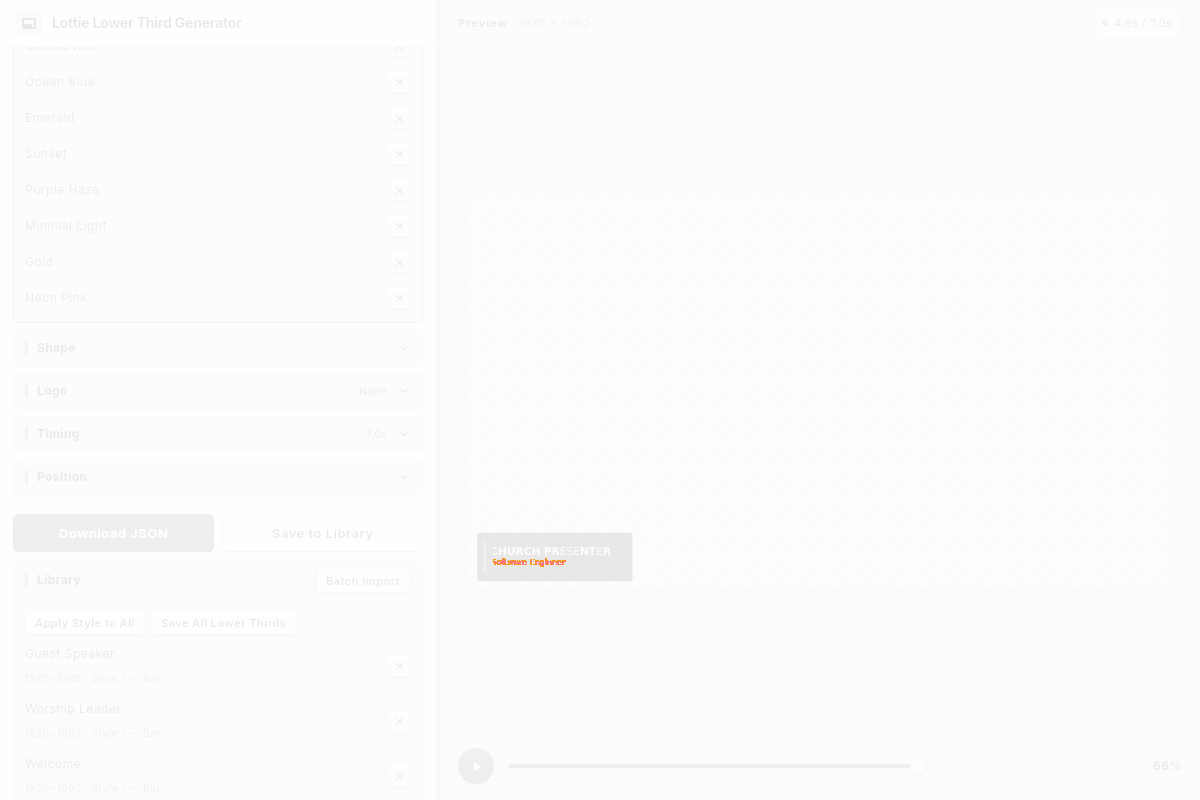 Lottie Lower Third Generator
Preview 1920 × 1080
4.6s / 7.0s
Ocean Blue
Emerald
Sunset
Purple Haze
Minimal Light
Gold
Neon Pink
Shape
Logo None
Timing 7.0s
Position
Download JSON
Save to Library
Library
Batch Import
Apply Style to All
Save All Lower Thirds
Guest Speaker
1920×1080 · Style 1 — Bar
Worship Leader
1920×1080 · Style 1 — Bar
Welcome
1920×1080 · Style 1 — Bar
CHURCH PRESENTER
Software Engineer
66%